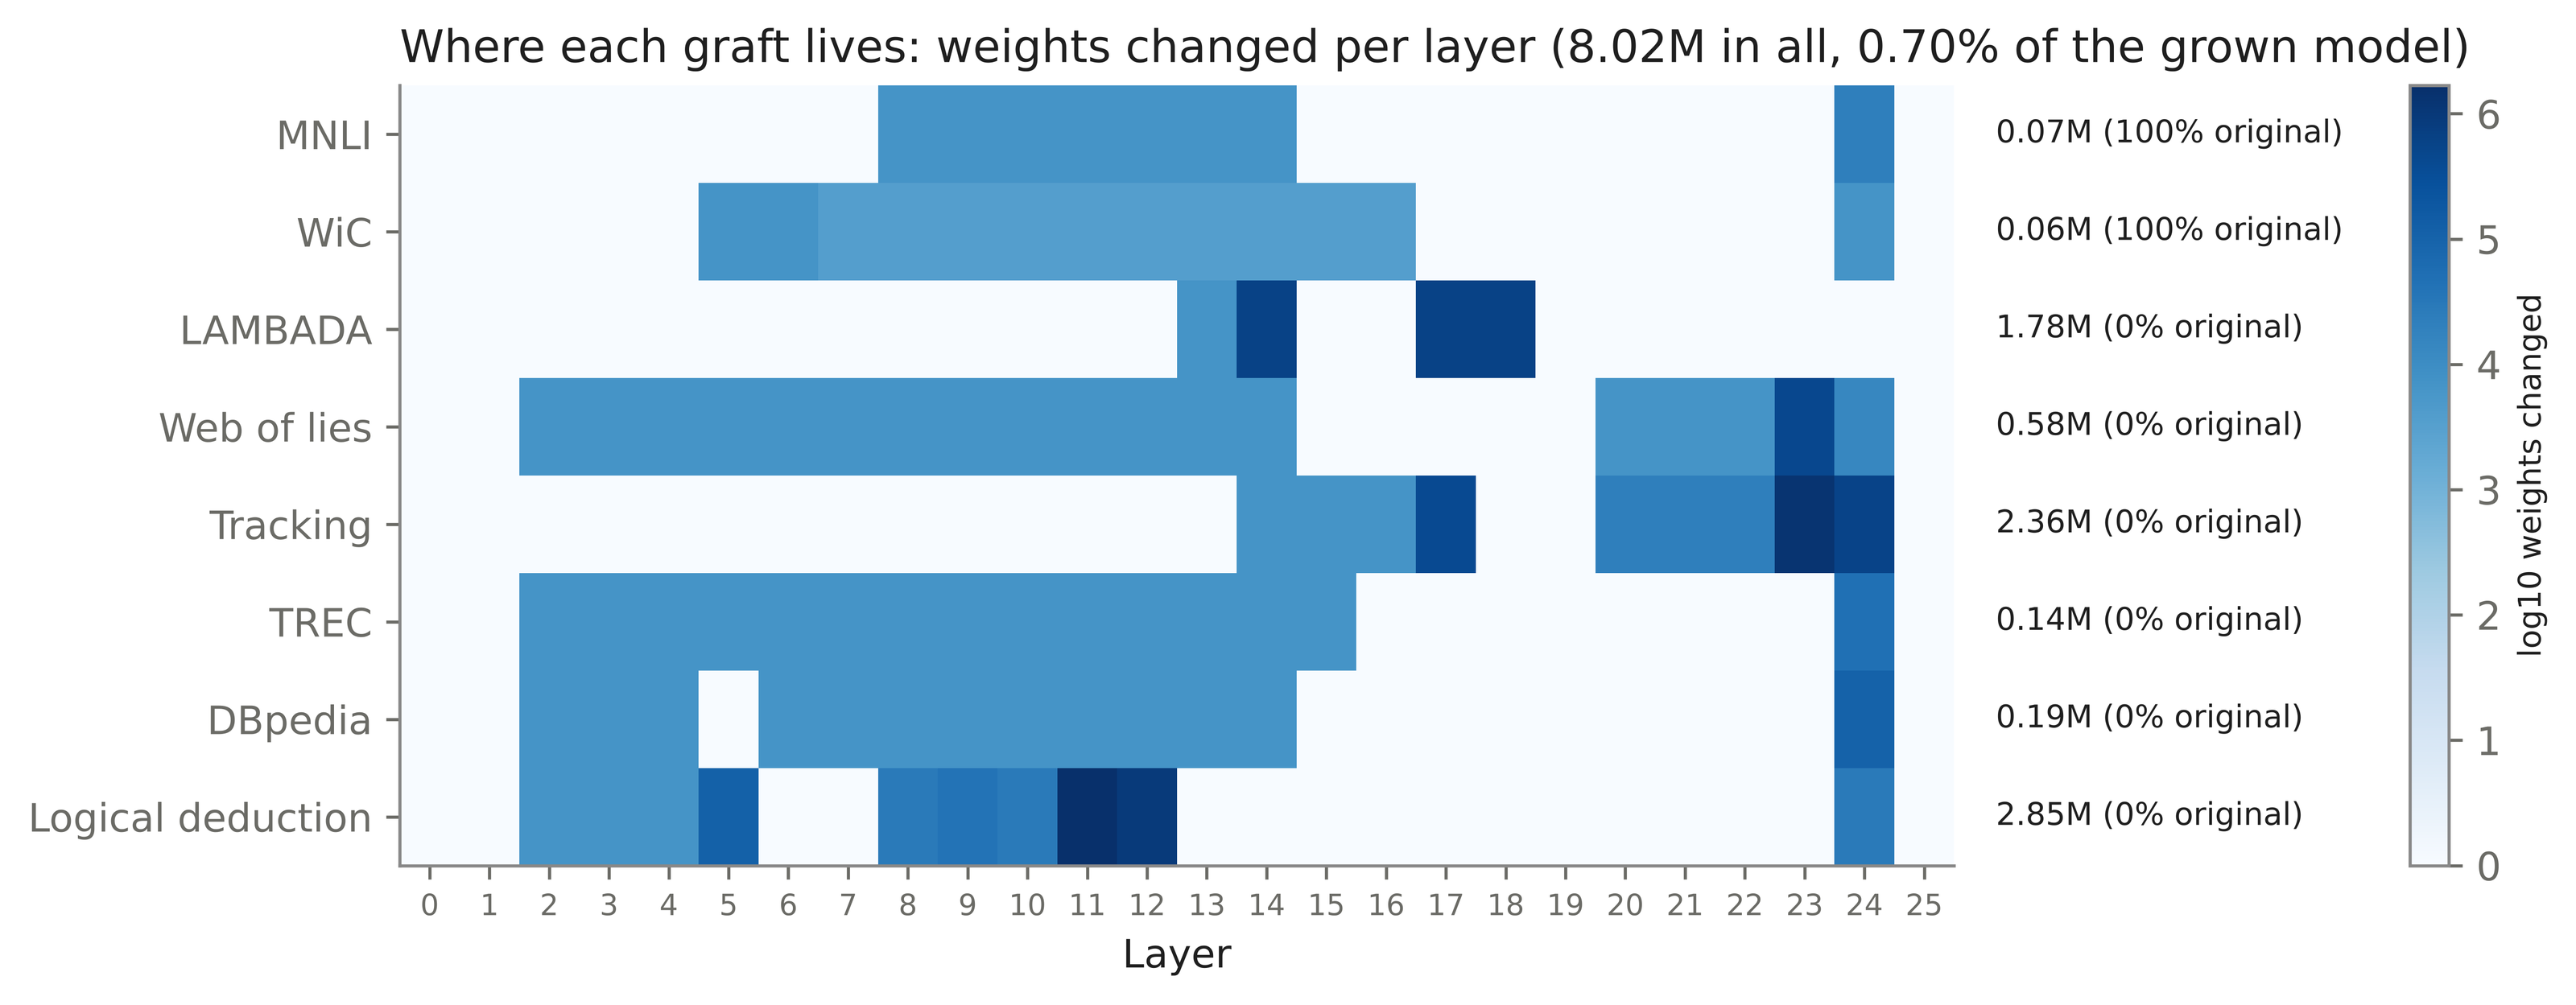 Where each graft lives: weights changed per layer (8.02M in all, 0.70% of the grown model)
MNLI
0.07M (100% original)
WiC
0.06M (100% original)
LAMBADA
1.78M (0% original)
Web of lies
0.58M (0% original)
Tracking
2.36M (0% original)
TREC
0.14M (0% original)
DBpedia
0.19M (0% original)
Logical deduction
2.85M (0% original)
0 1 2 3 4 5 6 7 8 9 10 11 12 13 14 15 16 17 18 19 20 21 22 23 24 25
Layer
6
5
4
3
2
1
0
log10 weights changed